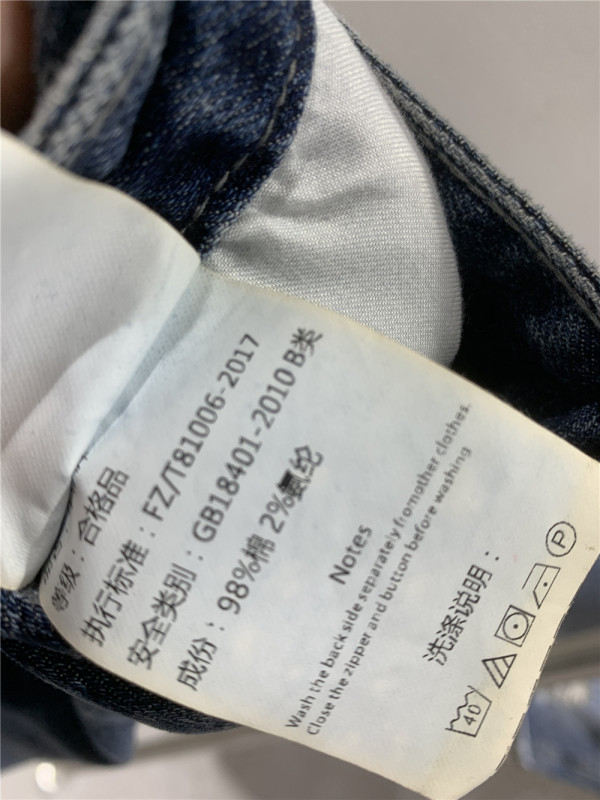 等级：合格品
执行标准：FZ/T81006-2017
安全类别：GB18401-2010 B类
成份：98%棉 2%氨纶
Notes
Wash the back side separately from other clothes.
Close the zipper and button before washing
洗涤说明：
40
P